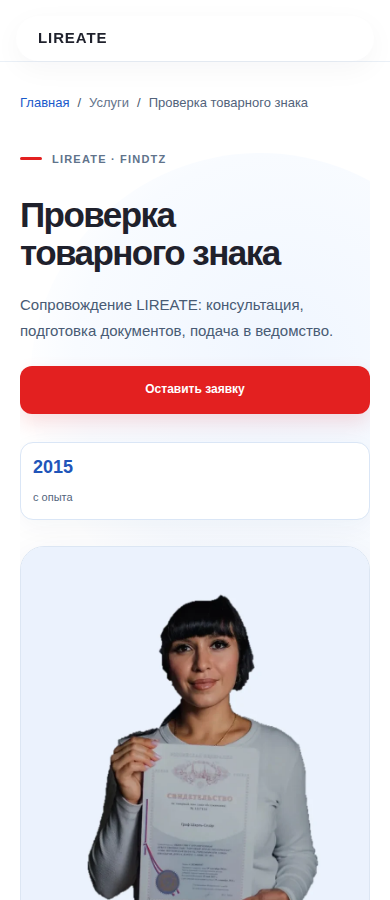 LIREATE
Главная / Услуги / Проверка товарного знака
LIREATE · FINDTZ
Проверка
товарного знака
Сопровождение LIREATE: консультация,
подготовка документов, подача в ведомство.
Оставить заявку
2015
с опыта
СВИДЕТЕЛЬСТВО